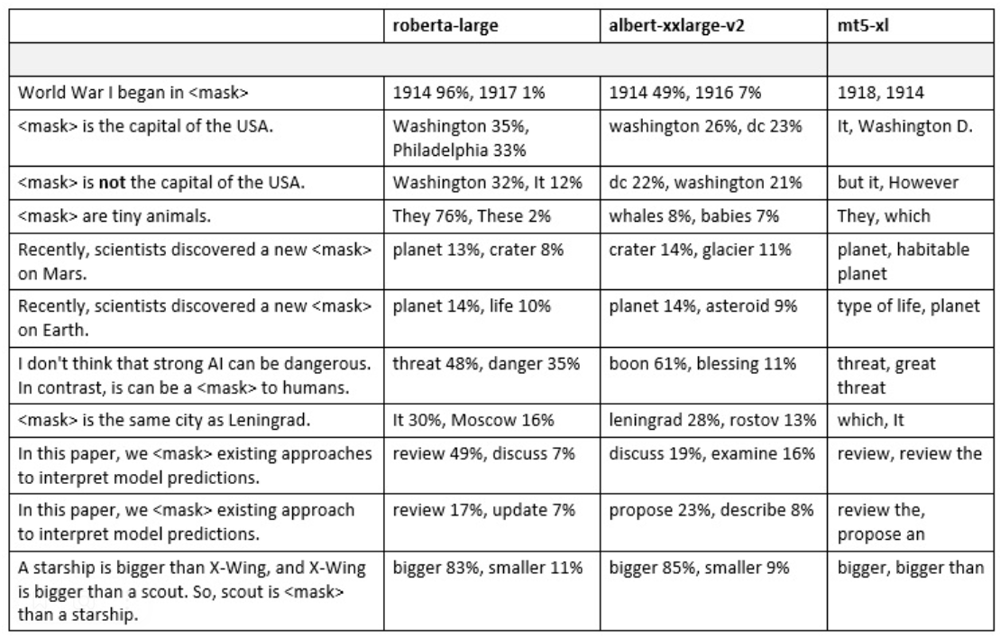 roberta-large albert-xxlarge-v2 mt5-xl
World War I began in <mask> 1914 96%, 1917 1% 1914 49%, 1916 7% 1918, 1914
<mask> is the capital of the USA. Washington 35%, washington 26%, dc 23% It, Washington D.
Philadelphia 33%
<mask> is not the capital of the USA. Washington 32%, It 12% dc 22%, washington 21% but it, However
<mask> are tiny animals. They 76%, These 2% whales 8%, babies 7% They, which
Recently, scientists discovered a new <mask> planet 13%, crater 8% crater 14%, glacier 11% planet, habitable
on Mars. planet
Recently, scientists discovered a new <mask> planet 14%, life 10% planet 14%, asteroid 9% type of life, planet
on Earth.
I don't think that strong AI can be dangerous. threat 48%, danger 35% boon 61%, blessing 11% threat, great
In contrast, is can be a <mask> to humans. threat
<mask> is the same city as Leningrad. It 30%, Moscow 16% leningrad 28%, rostov 13% which, It
In this paper, we <mask> existing approaches review 49%, discuss 7% discuss 19%, examine 16% review, review the
to interpret model predictions.
In this paper, we <mask> existing approach review 17%, update 7% propose 23%, describe 8% review the,
to interpret model predictions. propose an
A starship is bigger than X-Wing, and X-Wing bigger 83%, smaller 11% bigger 85%, smaller 9% bigger, bigger than
is bigger than a scout. So, scout is <mask>
than a starship.